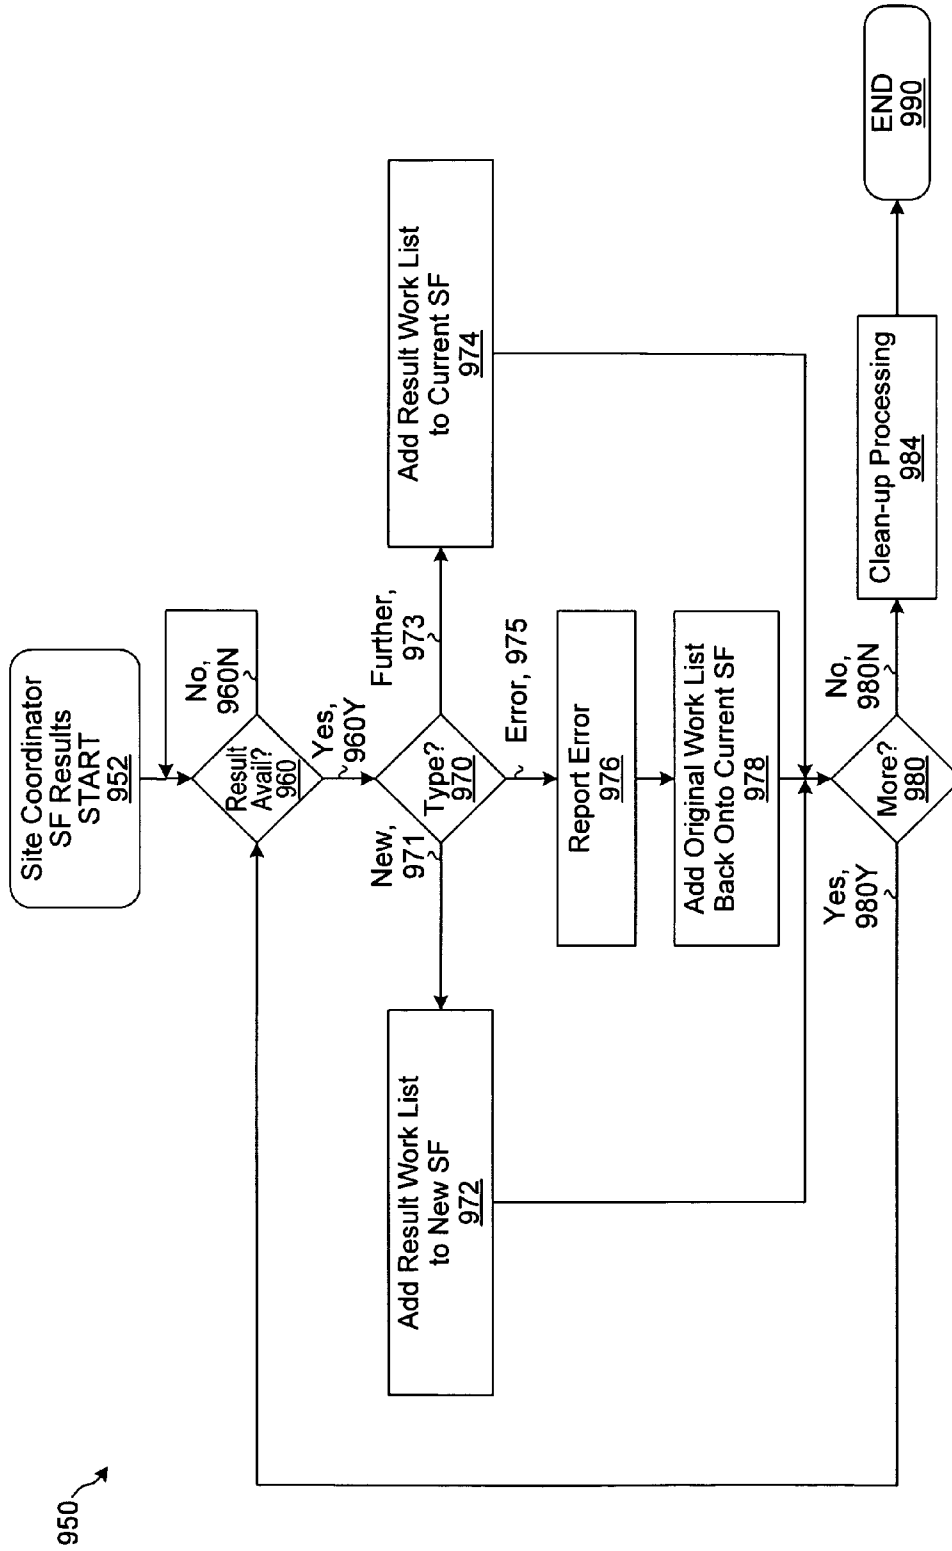 950
Site Coordinator
SF Results
START
952
Result
Avail?
960
No,
960N
Yes,
960Y
Type?
970
New,
971
Further,
973
Error, 975
Add Result Work List
to New SF
972
Add Result Work List
to Current SF
974
Report Error
976
Add Original Work List
Back Onto Current SF
978
More?
980
Yes,
980Y
No,
980N
Clean-up Processing
984
END
990